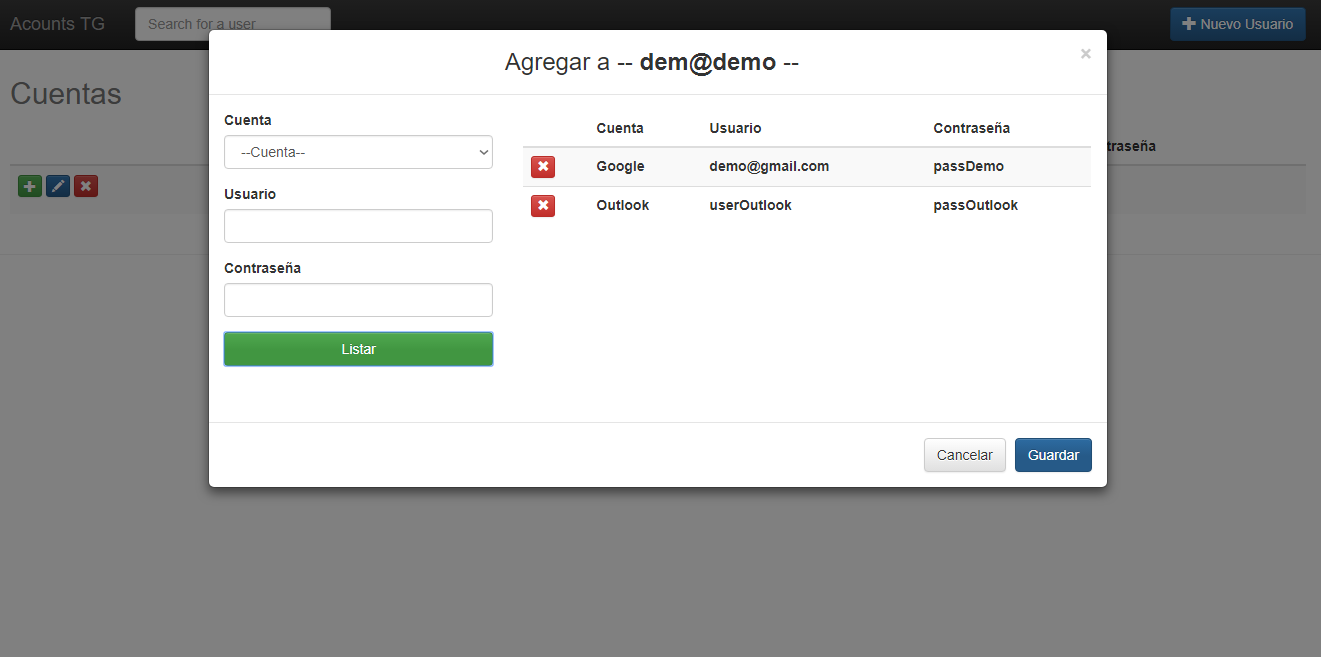 Acounts TG
Search for a user
Nuevo Usuario
Agregar a -- dem@demo --
×
Cuentas
Cuenta
--Cuenta--
Usuario
Contraseña
Listar
Cuenta Usuario Contraseña
Google demo@gmail.com passDemo
Outlook userOutlook passOutlook
traseña
Cancelar Guardar